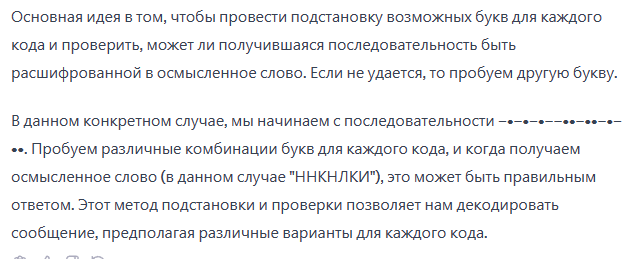 Основная идея в том, чтобы провести подстановку возможных букв для каждого
кода и проверить, может ли получившаяся последовательность быть
расшифрованной в осмысленное слово. Если не удается, то пробуем другую букву.
В данном конкретном случае, мы начинаем с последовательности −•−•−•−−••−••−•−
••. Пробуем различные комбинации букв для каждого кода, и когда получаем
осмысленное слово (в данном случае "ННКНЛКИ"), это может быть правильным
ответом. Этот метод подстановки и проверки позволяет нам декодировать
сообщение, предполагая различные варианты для каждого кода.